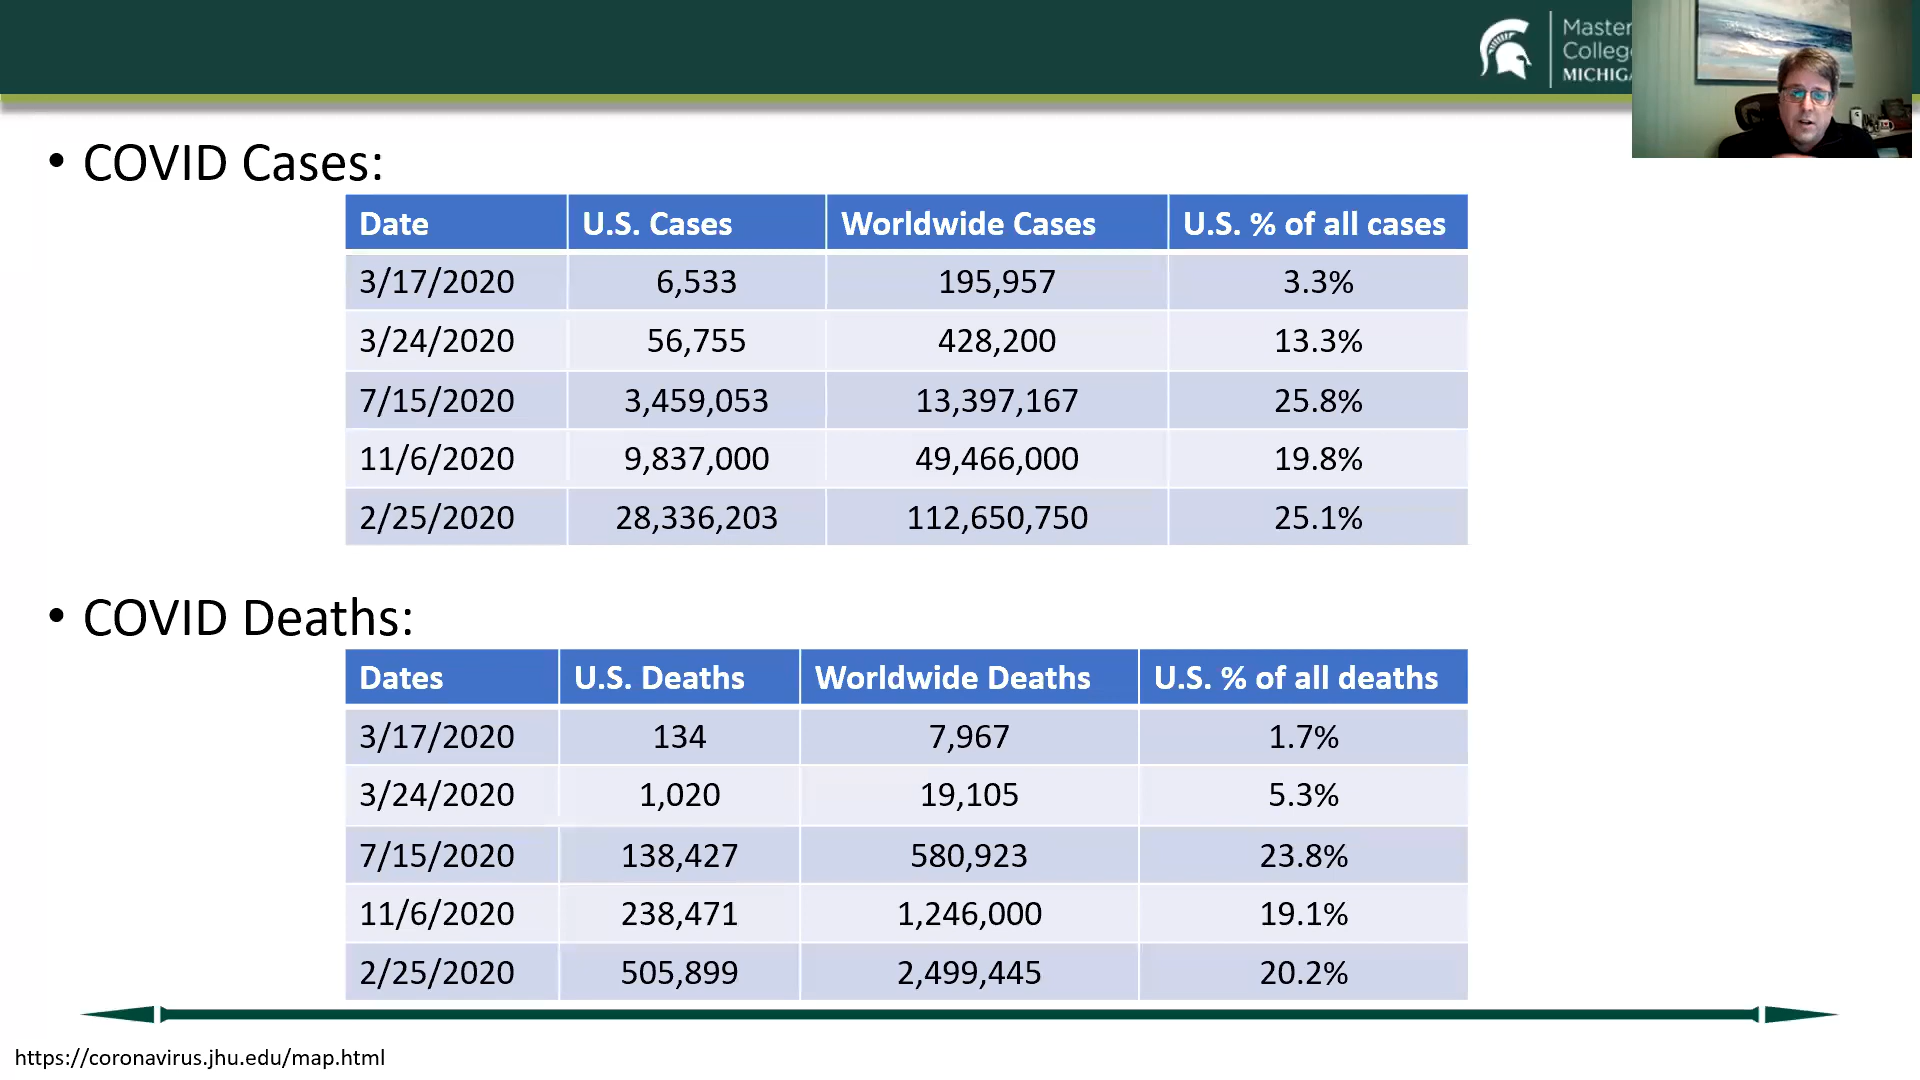 Master
College
MICHIGA
• COVID Cases:
Date U.S. Cases Worldwide Cases U.S. % of all cases
3/17/2020 6,533 195,957 3.3%
3/24/2020 56,755 428,200 13.3%
7/15/2020 3,459,053 13,397,167 25.8%
11/6/2020 9,837,000 49,466,000 19.8%
2/25/2020 28,336,203 112,650,750 25.1%
• COVID Deaths:
Dates U.S. Deaths Worldwide Deaths U.S. % of all deaths
3/17/2020 134 7,967 1.7%
3/24/2020 1,020 19,105 5.3%
7/15/2020 138,427 580,923 23.8%
11/6/2020 238,471 1,246,000 19.1%
2/25/2020 505,899 2,499,445 20.2%
https://coronavirus.jhu.edu/map.html